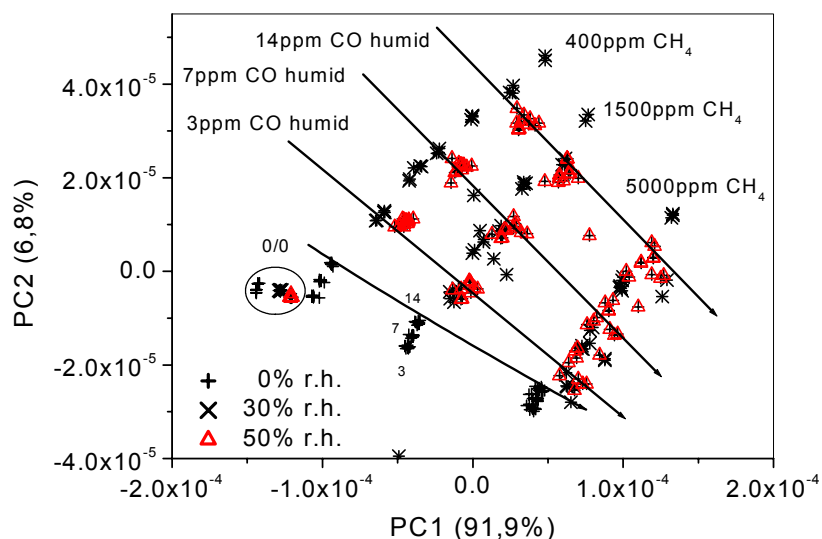 14ppm CO humid
400ppm CH₄
7ppm CO humid
1500ppm CH₄
3ppm CO humid
5000ppm CH₄
0/0
14
7
3
0% r.h.
30% r.h.
50% r.h.
4.0x10⁻⁵
2.0x10⁻⁵
0.0
-2.0x10⁻⁵
-4.0x10⁻⁵
PC2 (6,8%)
-2.0x10⁻⁴
-1.0x10⁻⁴
0.0
1.0x10⁻⁴
2.0x10⁻⁴
PC1 (91,9%)